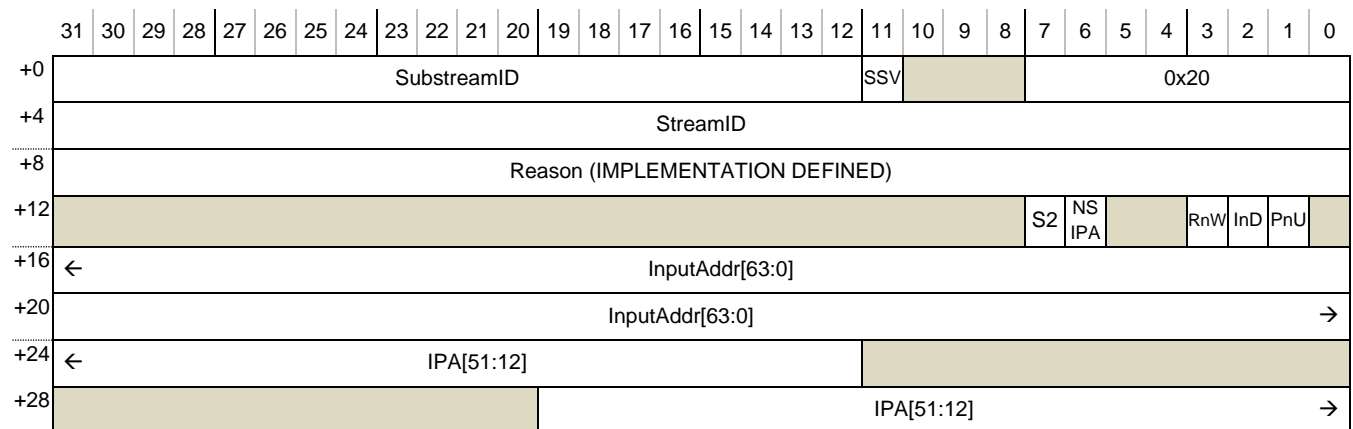 31 30 29 28 27 26 25 24 23 22 21 20 19 18 17 16 15 14 13 12 11 10 9 8 7 6 5 4 3 2 1 0
+0 SubstreamID SSV 0x20
+4 StreamID
+8 Reason (IMPLEMENTATION DEFINED)
+12 S2 NS IPA RnW InD PnU
+16 ← InputAddr[63:0]
+20 InputAddr[63:0] →
+24 ← IPA[51:12]
+28 IPA[51:12] →